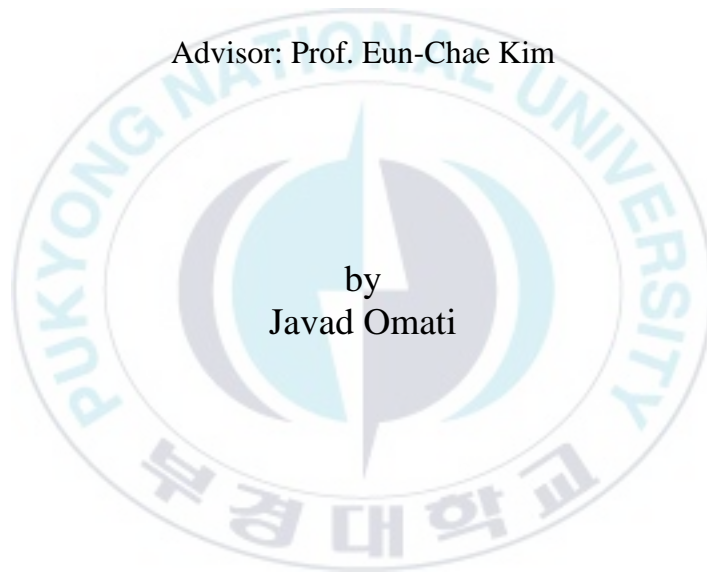 Advisor: Prof. Eun-Chae Kim
PUKYONG NATIONAL UNIVERSITY
by
Javad Omati
부경대학교